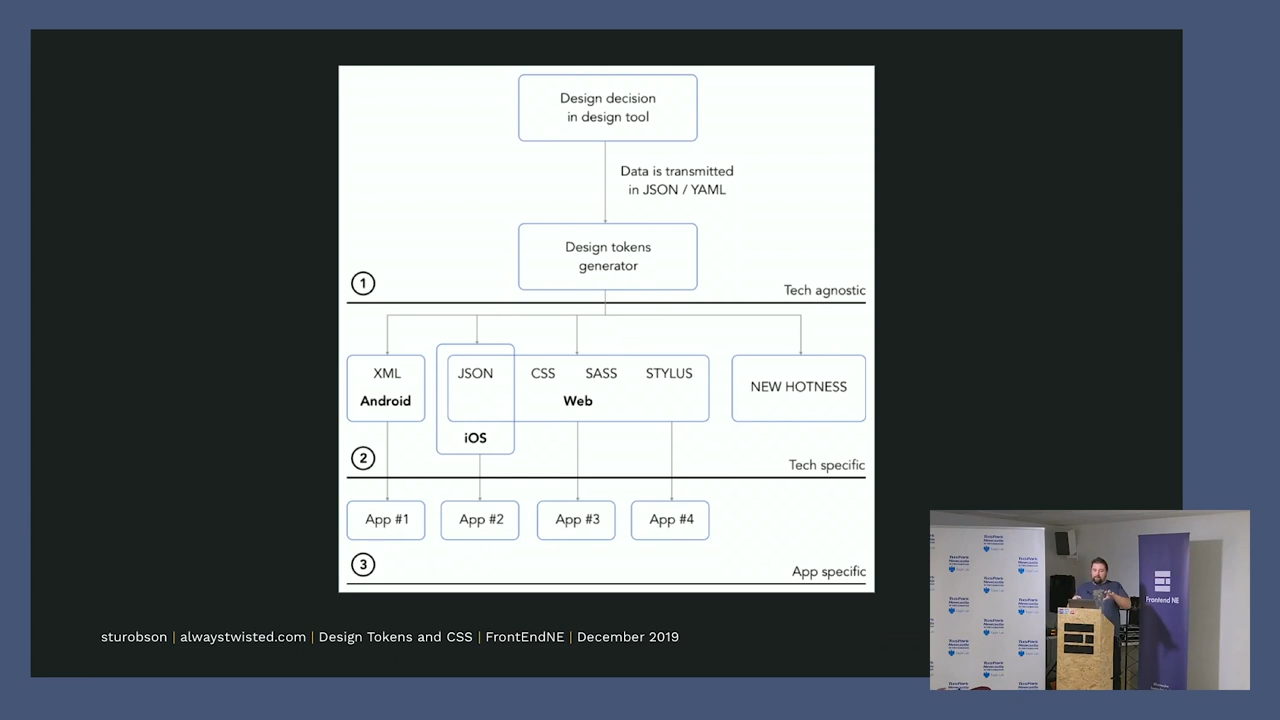 Design decision
in design tool
Data is transmitted
in JSON / YAML
Design tokens
generator
1
Tech agnostic
XML
Android
JSON
iOS
CSS SASS STYLUS
Web
NEW HOTNESS
2
Tech specific
App #1
App #2
App #3
App #4
3
App specific
sturobson | alwaystwisted.com | Design Tokens and CSS | FrontEndNE | December 2019
Frontend NE